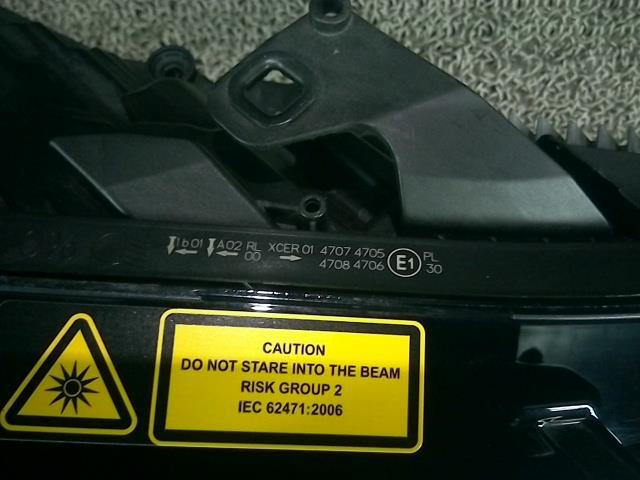 1b01 A02 RL XCER 01 4707 4705 E1 PL
00 4708 4706 30
CAUTION
DO NOT STARE INTO THE BEAM
RISK GROUP 2
IEC 62471:2006